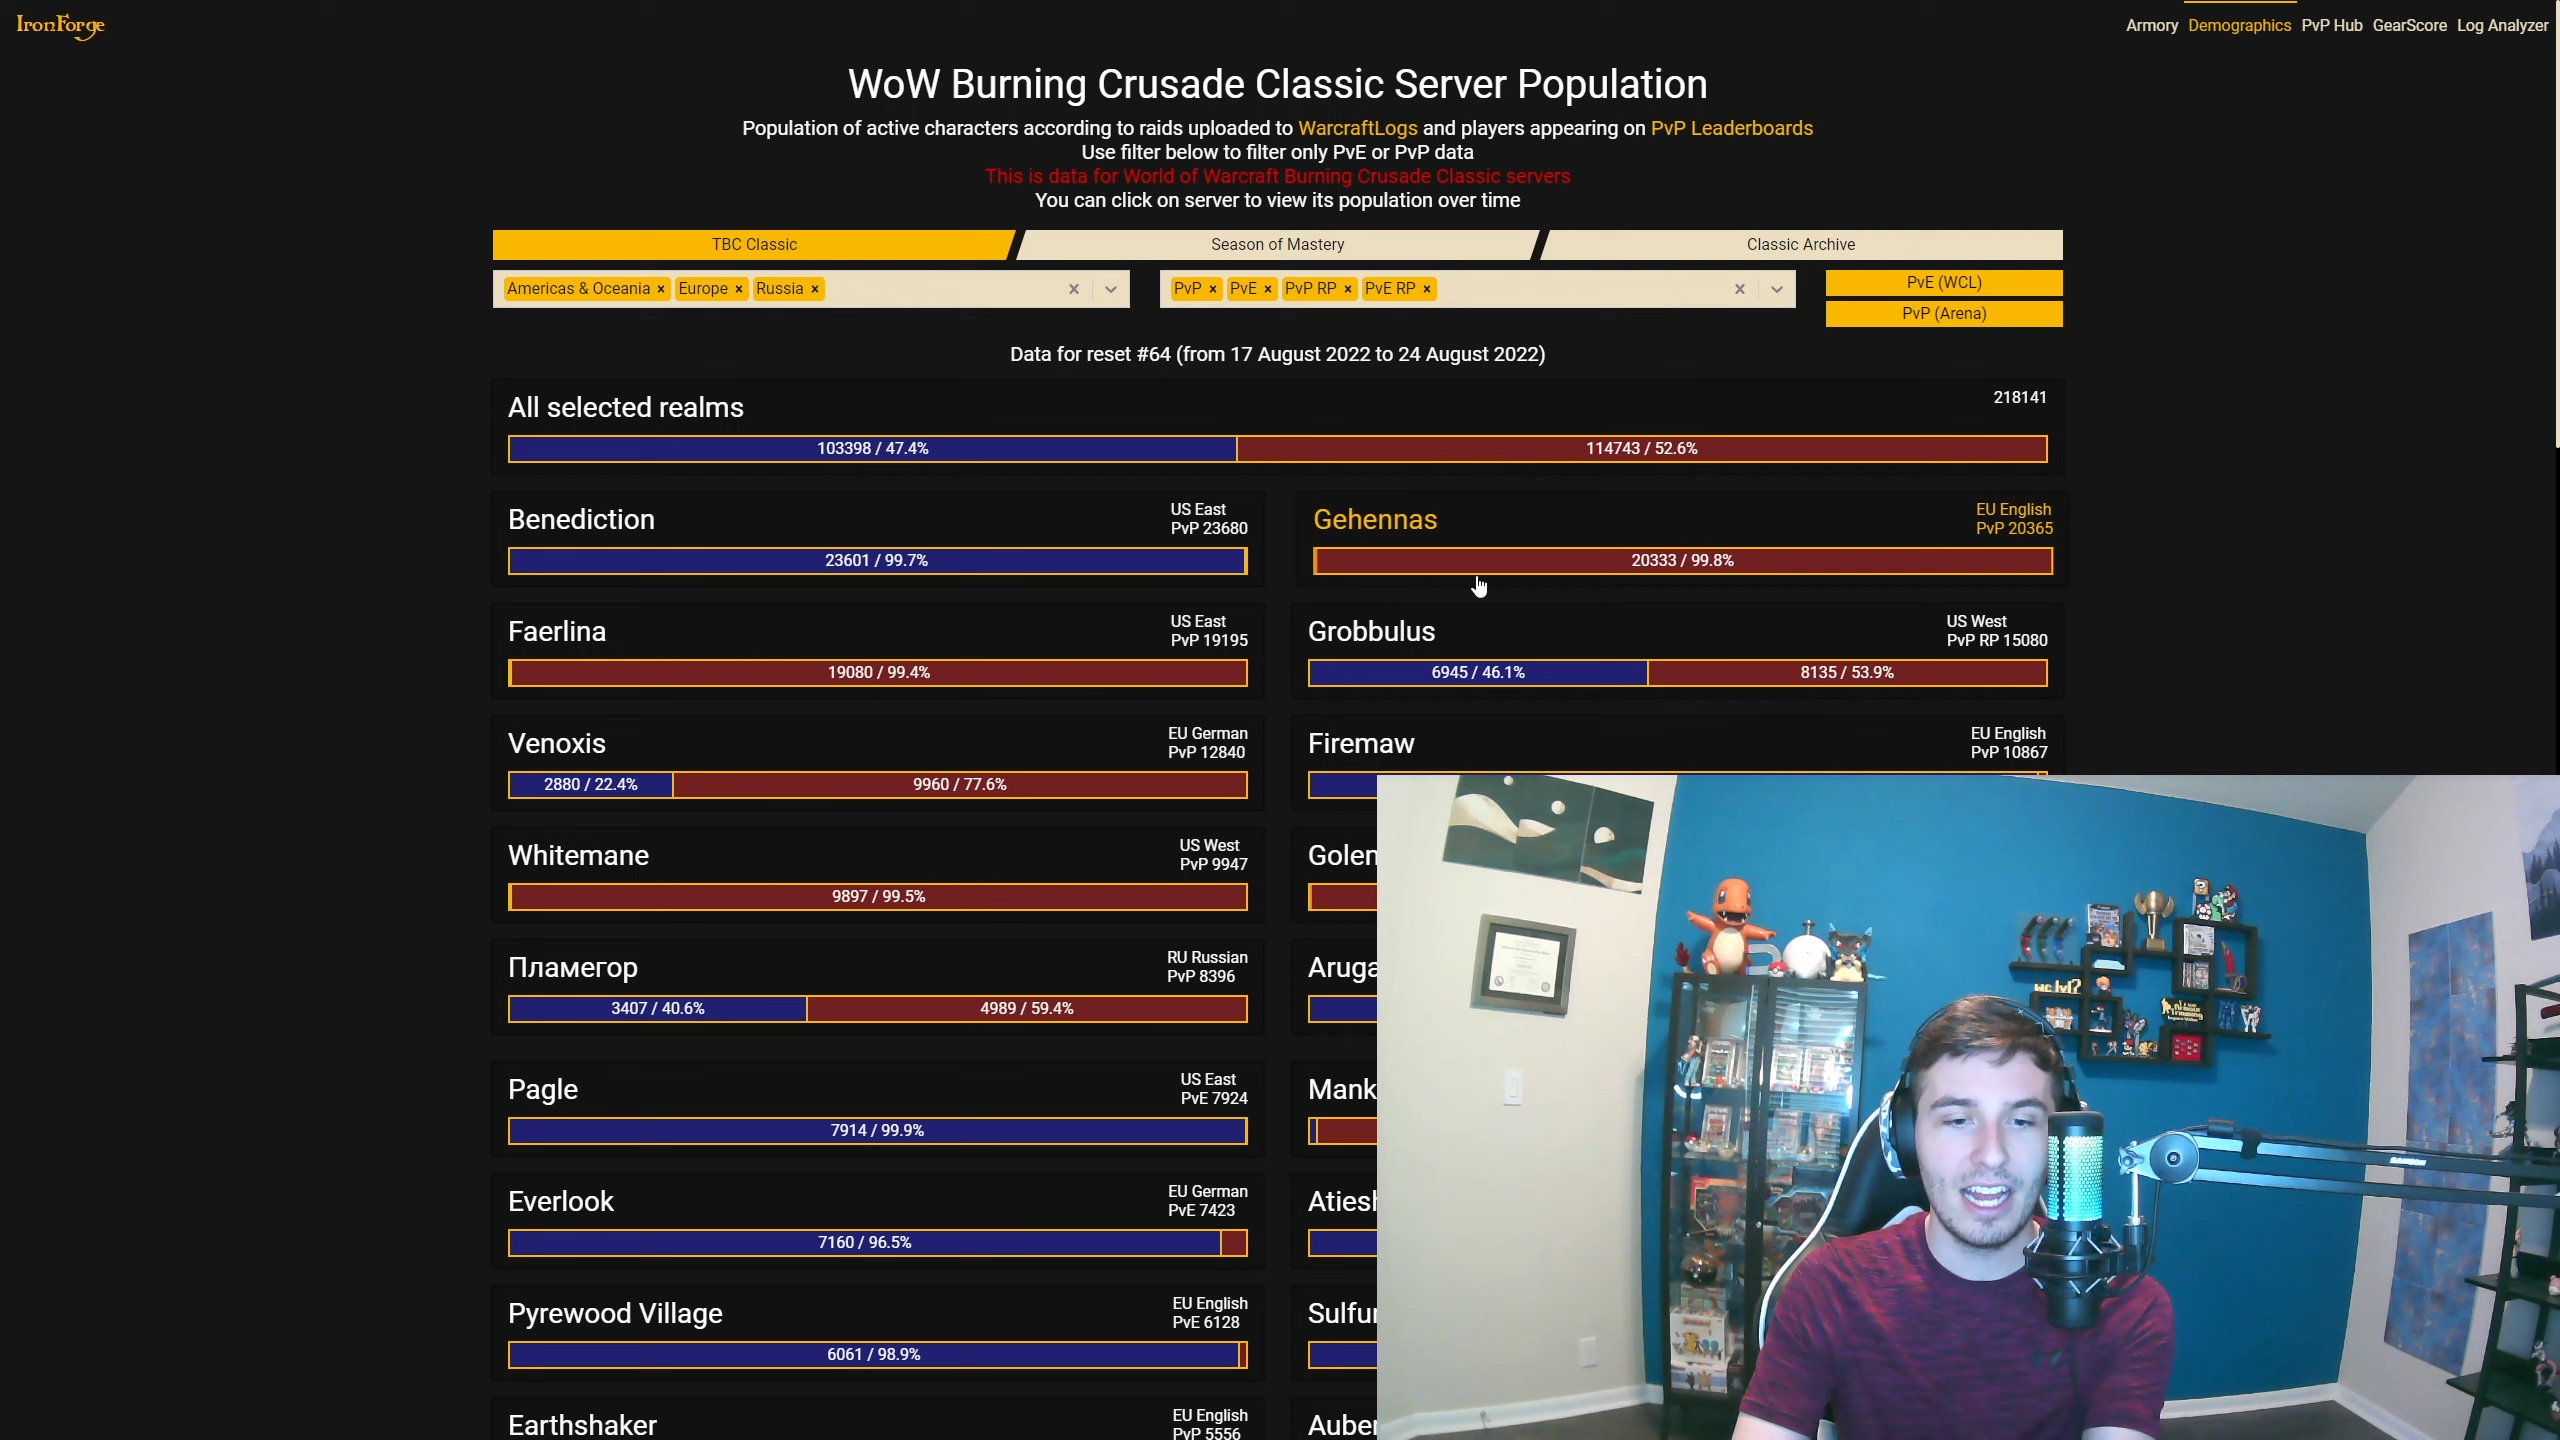 IronForge
Armory Demographics PvP Hub GearScore Log Analyzer
WoW Burning Crusade Classic Server Population
Population of active characters according to raids uploaded to WarcraftLogs and players appearing on PvP Leaderboards
Use filter below to filter only PvE or PvP data
This is data for World of Warcraft Burning Crusade Classic servers
You can click on server to view its population over time
TBC Classic Season of Mastery Classic Archive
Americas & Oceania × Europe × Russia × PvP × PvE × PvP RP × PvE RP × PvE (WCL)
PvP (Arena)
Data for reset #64 (from 17 August 2022 to 24 August 2022)
All selected realms 218141
103398 / 47.4% 114743 / 52.6%
Benediction US East
PvP 23680
23601 / 99.7%
Gehennas EU English
PvP 20365
20333 / 99.8%
Faerlina US East
PvP 19195
19080 / 99.4%
Grobbulus US West
PvP RP 15080
6945 / 46.1% 8135 / 53.9%
Venoxis EU German
PvP 12840
2880 / 22.4% 9960 / 77.6%
Firemaw EU English
PvP 10867
Whitemane US West
PvP 9947
9897 / 99.5%
Golem
Пламегор RU Russian
PvP 8396
3407 / 40.6% 4989 / 59.4%
Aruga
Pagle US East
PvE 7924
7914 / 99.9%
Mank
Everlook EU German
PvE 7423
7160 / 96.5%
Atiesh
Pyrewood Village EU English
PvE 6128
6061 / 98.9%
Sulfur
Earthshaker EU English
PvP 5556
Auber
SAMSON